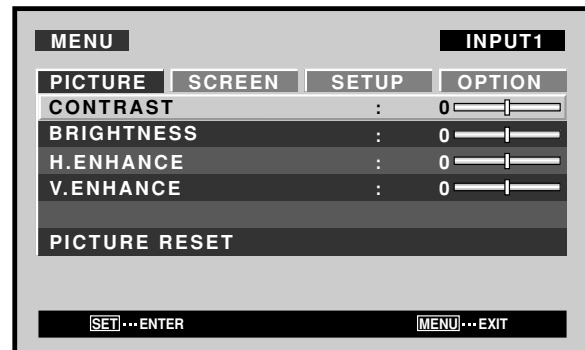 MENU INPUT1
PICTURE SCREEN SETUP OPTION
CONTRAST : 0
BRIGHTNESS : 0
H.ENHANCE : 0
V.ENHANCE : 0
PICTURE RESET
SET ··· ENTER MENU ··· EXIT